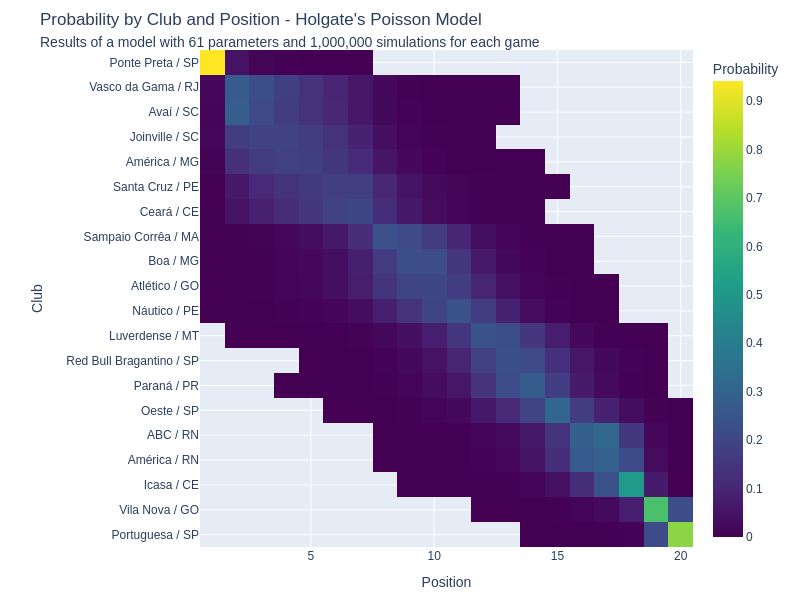 Probability by Club and Position - Holgate's Poisson Model
Results of a model with 61 parameters and 1,000,000 simulations for each game
Probability
Club
Ponte Preta / SP
Vasco da Gama / RJ
Avaí / SC
Joinville / SC
América / MG
Santa Cruz / PE
Ceará / CE
Sampaio Corrêa / MA
Boa / MG
Atlético / GO
Náutico / PE
Luverdense / MT
Red Bull Bragantino / SP
Paraná / PR
Oeste / SP
ABC / RN
América / RN
Icasa / CE
Vila Nova / GO
Portuguesa / SP
0.9
0.8
0.7
0.6
0.5
0.4
0.3
0.2
0.1
0
5 10 15 20
Position